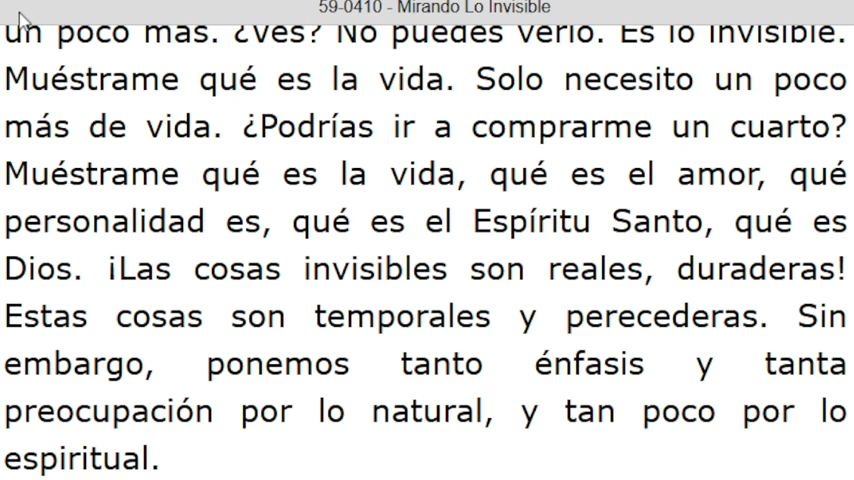 59-0410 - Mirando Lo Invisible
un poco más. ¿Ves? No puedes verlo. Es lo invisible.
Muéstrame qué es la vida. Solo necesito un poco
más de vida. ¿Podrías ir a comprarme un cuarto?
Muéstrame qué es la vida, qué es el amor, qué
personalidad es, qué es el Espíritu Santo, qué es
Dios. ¡Las cosas invisibles son reales, duraderas!
Estas cosas son temporales y perecederas. Sin
embargo, ponemos tanto énfasis y tanta
preocupación por lo natural, y tan poco por lo
espiritual.